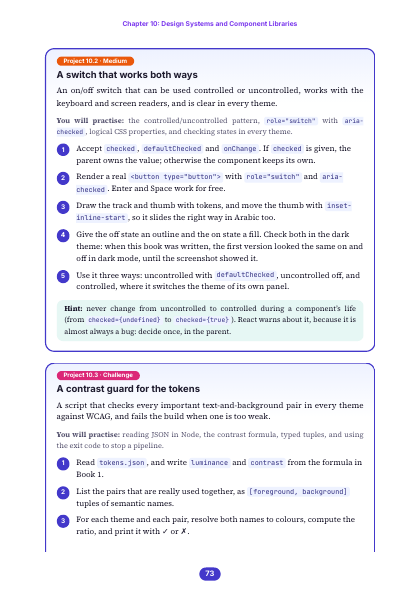 Chapter 10: Design Systems and Component Libraries
Project 10.2 · Medium
A switch that works both ways
An on/off switch that can be used controlled or uncontrolled, works with the
keyboard and screen readers, and is clear in every theme.
You will practise: the controlled/uncontrolled pattern, role="switch" with aria-
checked, logical CSS properties, and checking states in every theme.
1 Accept checked, defaultChecked and onChange. If checked is given, the
parent owns the value; otherwise the component keeps its own.
2 Render a real <button type="button"> with role="switch" and aria-
checked. Enter and Space work for free.
3 Draw the track and thumb with tokens, and move the thumb with inset-
inline-start, so it slides the right way in Arabic too.
4 Give the off state an outline and the on state a fill. Check both in the dark
theme: when this book was written, the first version looked the same on and
off in dark mode, until the screenshot showed it.
5 Use it three ways: uncontrolled with defaultChecked, uncontrolled off, and
controlled, where it switches the theme of its own panel.
Hint: never change from uncontrolled to controlled during a component's life
(from checked={undefined} to checked={true}). React warns about it, because it is
almost always a bug: decide once, in the parent.
Project 10.3 · Challenge
A contrast guard for the tokens
A script that checks every important text-and-background pair in every theme
against WCAG, and fails the build when one is too weak.
You will practise: reading JSON in Node, the contrast formula, typed tuples, and using
the exit code to stop a pipeline.
1 Read tokens.json, and write luminance and contrast from the formula in
Book 1.
2 List the pairs that are really used together, as [foreground, background]
tuples of semantic names.
3 For each theme and each pair, resolve both names to colours, compute the
ratio, and print it with ✓ or ✗.
73